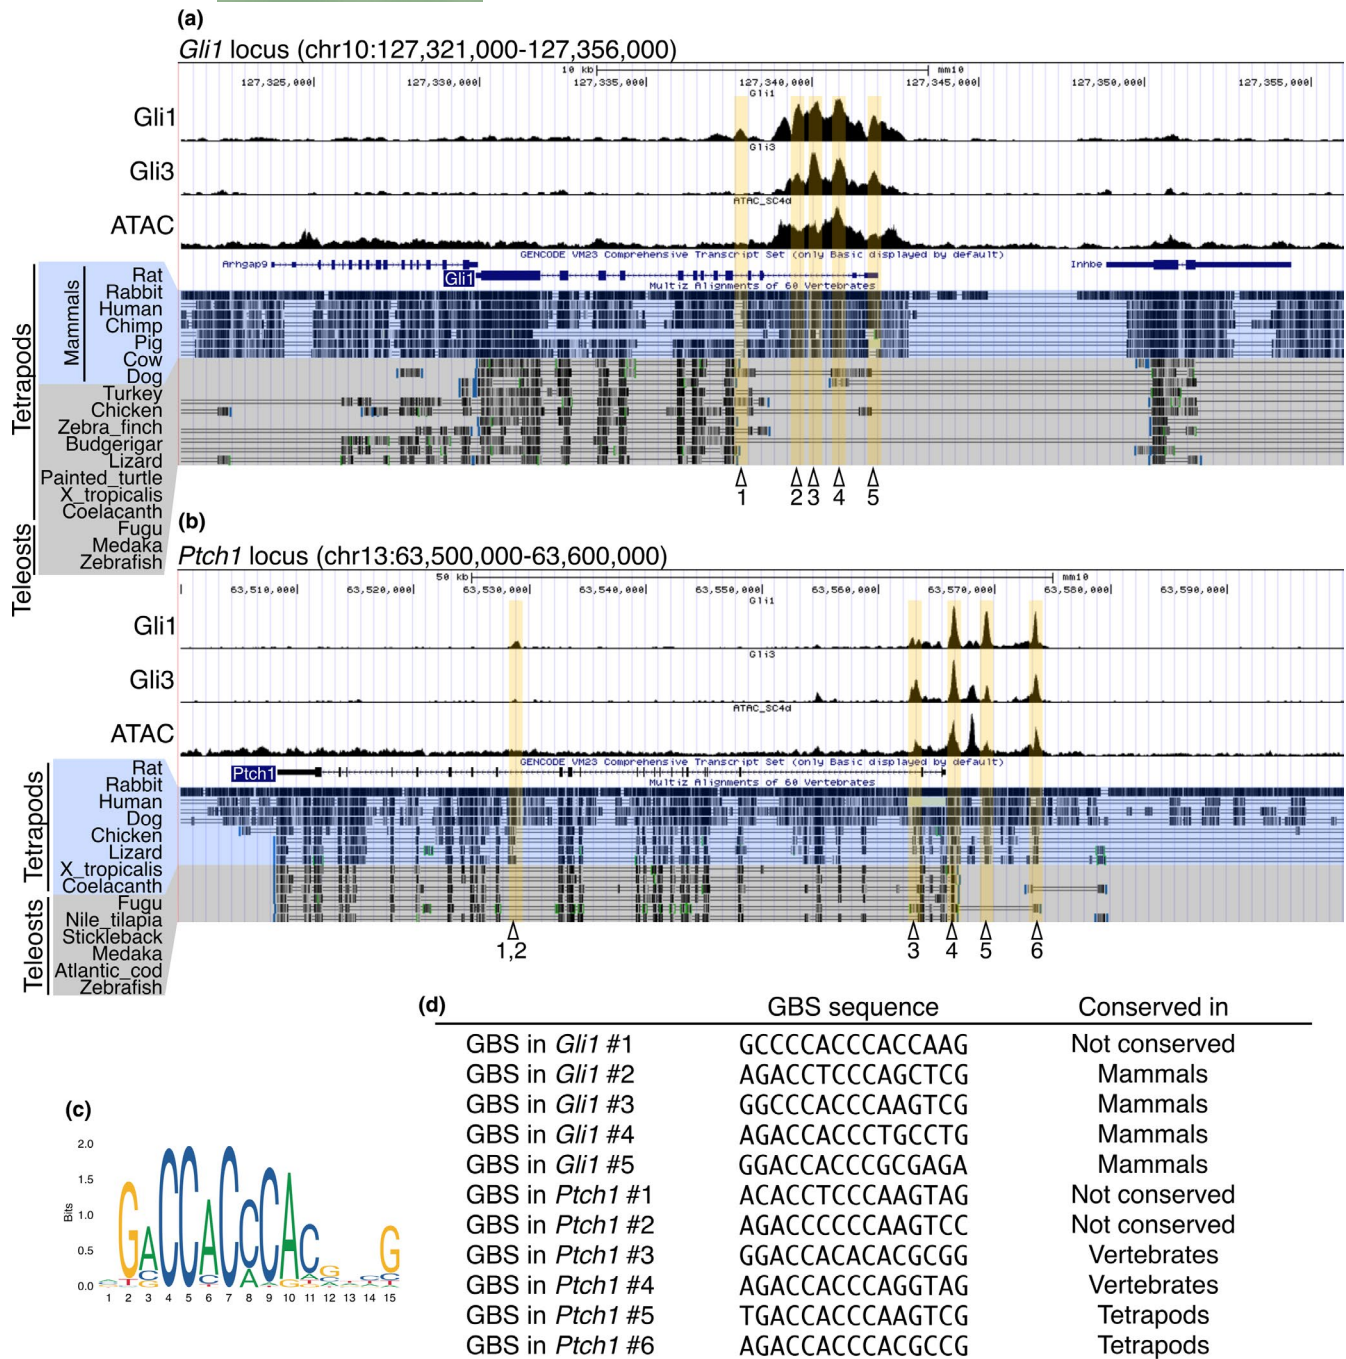 (a)
Gli1 locus (chr10:127,321,000-127,356,000)
10 kb mm10
127,325,000| 127,330,000| 127,335,000| 127,340,000| 127,345,000| 127,350,000| 127,355,000|
Gli1
Gli1
Gli3
Gli3
ATAC_SC4d
ATAC
GENCODE VM23 Comprehensive Transcript Set (only Basic displayed by default)
Arhgap9
Gli1
Inhbe
Multiz Alignments of 60 Vertebrates
Tetrapods
Mammals
Rat
Rabbit
Human
Chimp
Pig
Cow
Dog
Turkey
Chicken
Zebra_finch
Budgerigar
Lizard
Painted_turtle
X_tropicalis
Coelacanth
Teleosts
Fugu
Medaka
Zebrafish
1 2 3 4 5
(b)
Ptch1 locus (chr13:63,500,000-63,600,000)
50 kb mm10
63,510,000| 63,520,000| 63,530,000| 63,540,000| 63,550,000| 63,560,000| 63,570,000| 63,580,000| 63,590,000|
Gli1
Gli1
Gli3
Gli3
ATAC_SC4d
ATAC
GENCODE VM23 Comprehensive Transcript Set (only Basic displayed by default)
Ptch1
Multiz Alignments of 60 Vertebrates
Tetrapods
Rat
Rabbit
Human
Dog
Chicken
Lizard
X_tropicalis
Coelacanth
Teleosts
Fugu
Nile_tilapia
Stickleback
Medaka
Atlantic_cod
Zebrafish
1,2 3 4 5 6
(c)
Bits
2.0
1.5
1.0
0.5
0.0
1 2 3 4 5 6 7 8 9 10 11 12 13 14 15
(d)
GBS sequence Conserved in
GBS in Gli1 #1 GCCCCACCCACCAAG Not conserved
GBS in Gli1 #2 AGACCTCCCAGCTCG Mammals
GBS in Gli1 #3 GGCCCACCCAAGTCG Mammals
GBS in Gli1 #4 AGACCACCCTGCCTG Mammals
GBS in Gli1 #5 GGACCACCCGCGAGA Mammals
GBS in Ptch1 #1 ACACCTCCCAAGTAG Not conserved
GBS in Ptch1 #2 AGACCCCCCAAGTCC Not conserved
GBS in Ptch1 #3 GGACCACACACGCGG Vertebrates
GBS in Ptch1 #4 AGACCACCCAGGTAG Vertebrates
GBS in Ptch1 #5 TGACCACCCAAGTCG Tetrapods
GBS in Ptch1 #6 AGACCACCCACGCCG Tetrapods